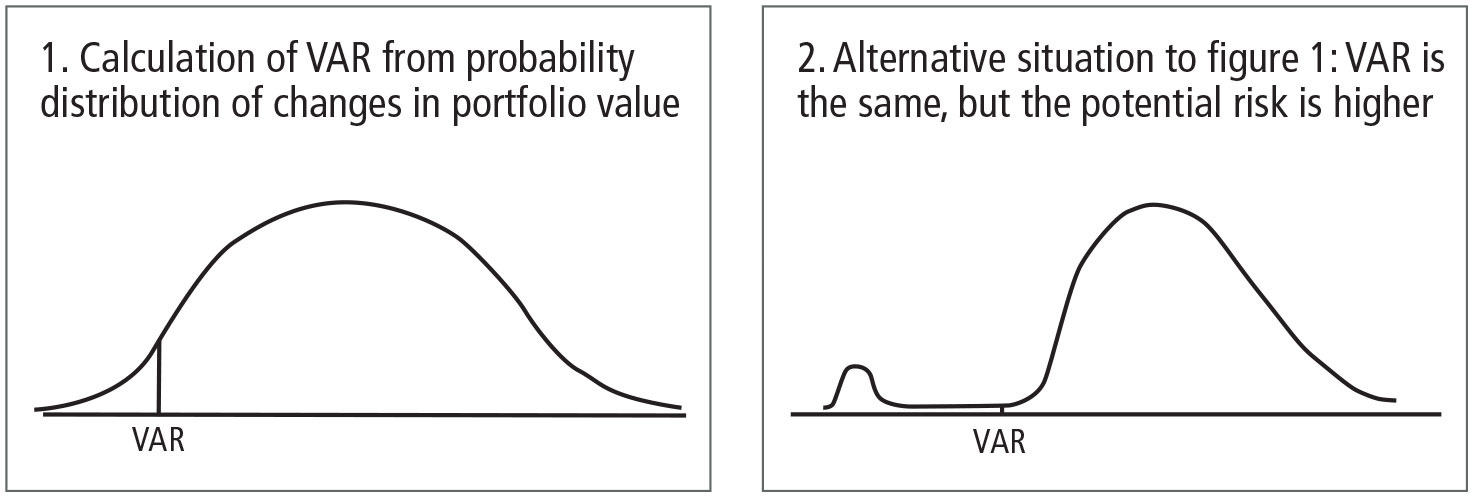 1. Calculation of VAR from probability
distribution of changes in portfolio value
VAR
2. Alternative situation to figure 1: VAR is
the same, but the potential risk is higher
VAR